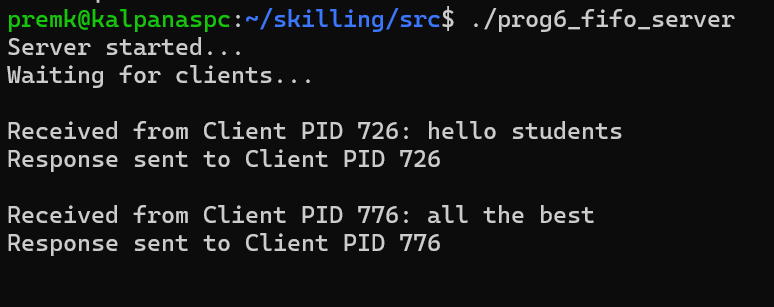 premk@kalpanaspc:~/skilling/src$ ./prog6_fifo_server
Server started...
Waiting for clients...
Received from Client PID 726: hello students
Response sent to Client PID 726
Received from Client PID 776: all the best
Response sent to Client PID 776